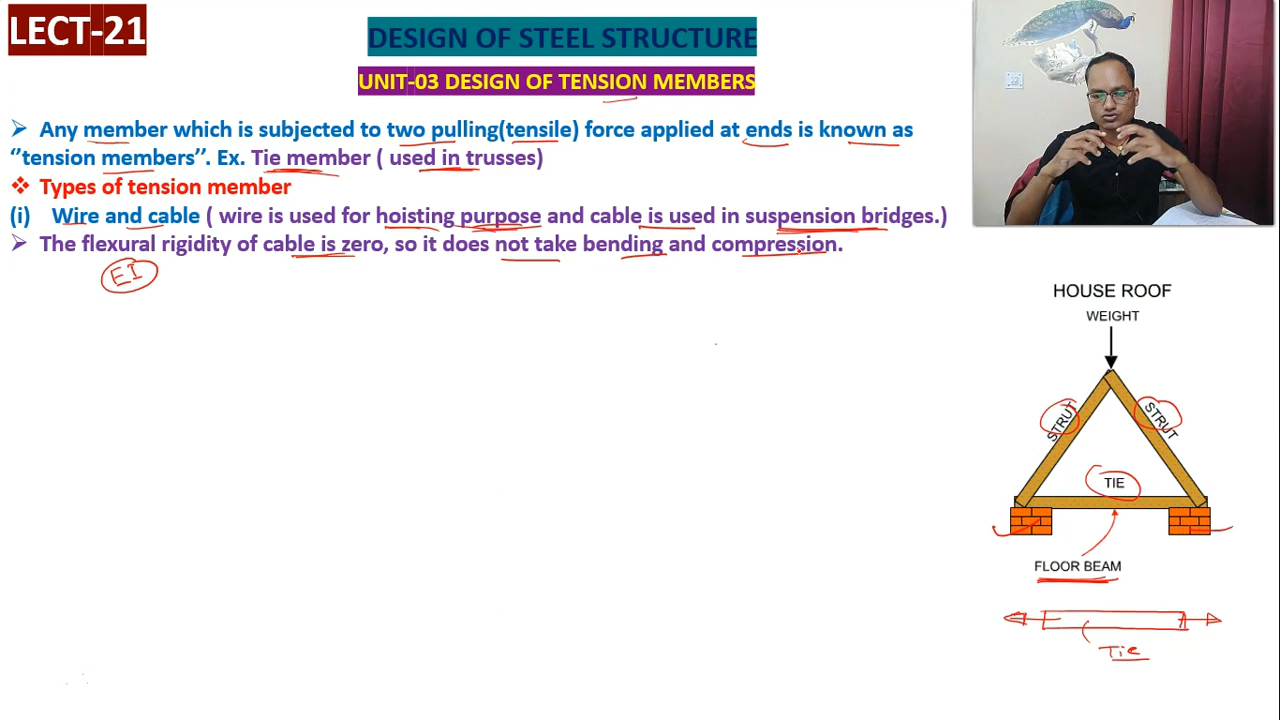 LECT-21
DESIGN OF STEEL STRUCTURE
UNIT-03 DESIGN OF TENSION MEMBERS
➢ Any member which is subjected to two pulling(tensile) force applied at ends is known as
‘’tension members’’. Ex. Tie member ( used in trusses)
❖ Types of tension member
(i) Wire and cable ( wire is used for hoisting purpose and cable is used in suspension bridges.)
➢ The flexural rigidity of cable is zero, so it does not take bending and compression.
EI
HOUSE ROOF
WEIGHT
STRUT
STRUT
TIE
FLOOR BEAM
Tie